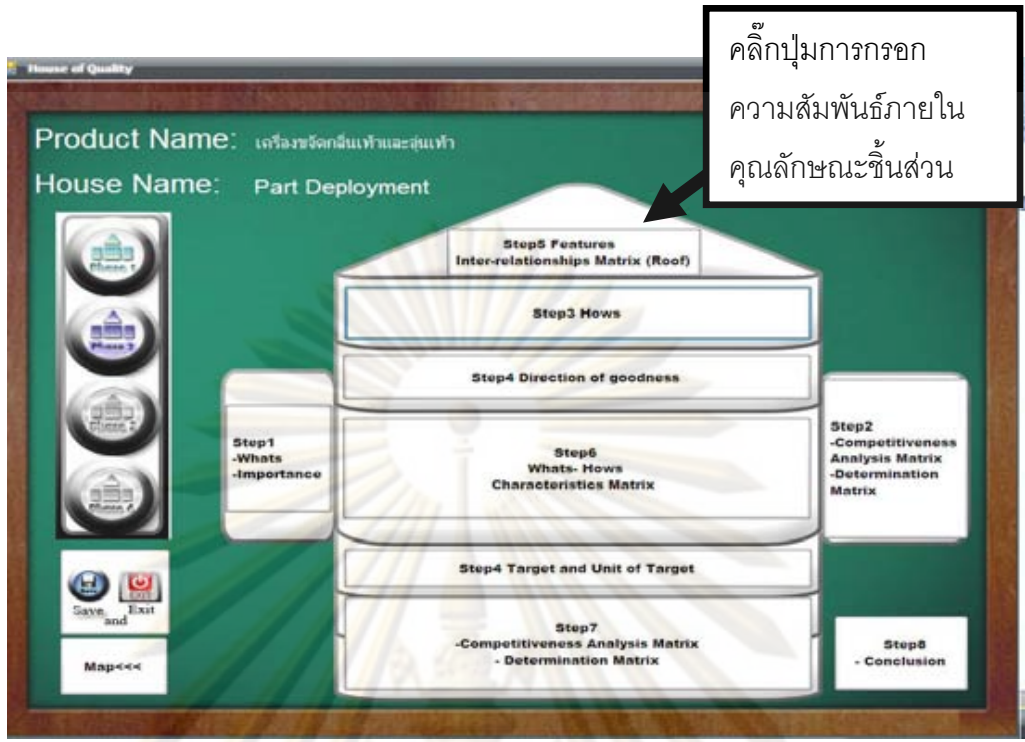 คลิ๊กปุ่มการกรอก
ความสัมพันธ์ภายใน
คุณลักษณะชิ้นส่วน
House of Quality
Product Name: เครื่องขจัดกลิ่นเท้าและอุ่นเท้า
House Name: Part Deployment
Phase 1
Step5 Features
Inter-relationships Matrix (Roof)
Step3 Hows
Step4 Direction of goodness
Step1
-Whats
-Importance
Step6
Whats- Hows
Characteristics Matrix
Step2
-Competitiveness
Analysis Matrix
-Determination
Matrix
Step4 Target and Unit of Target
Save Exit
and
Step7
-Competitiveness Analysis Matrix
- Determination Matrix
Map<<<
Step8
- Conclusion